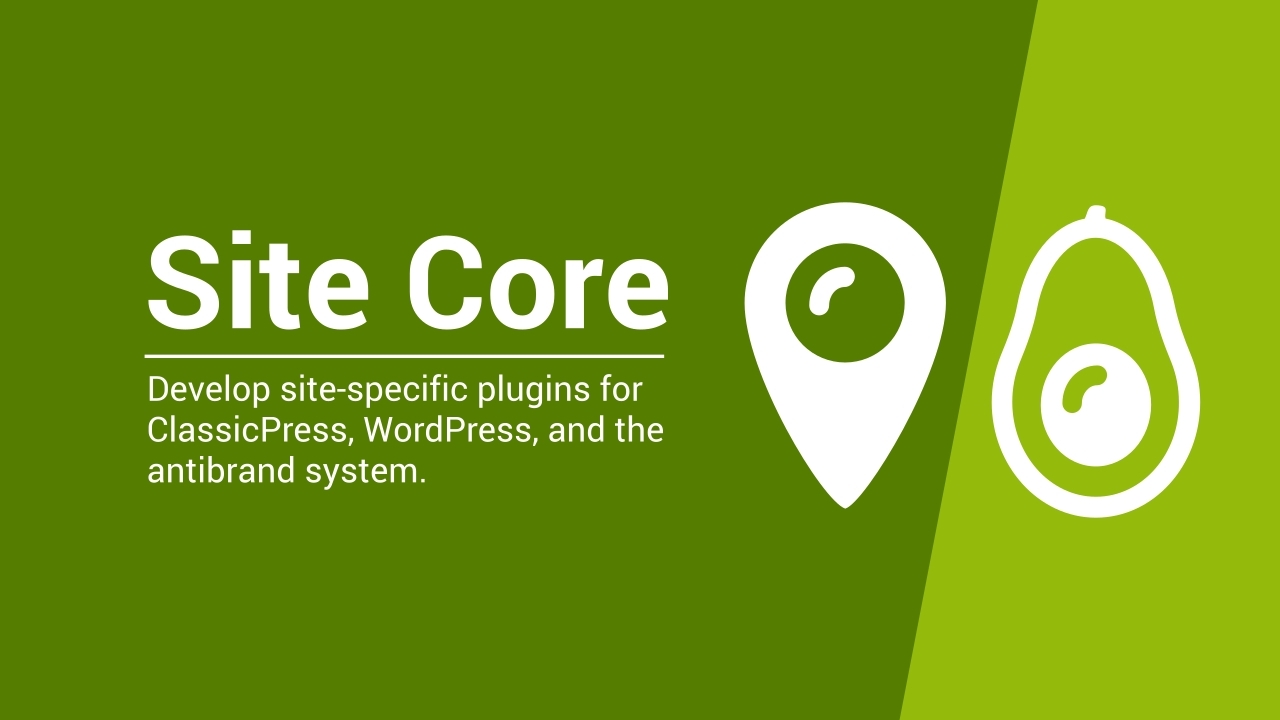 Site Core
Develop site-specific plugins for
ClassicPress, WordPress, and the
antibrand system.